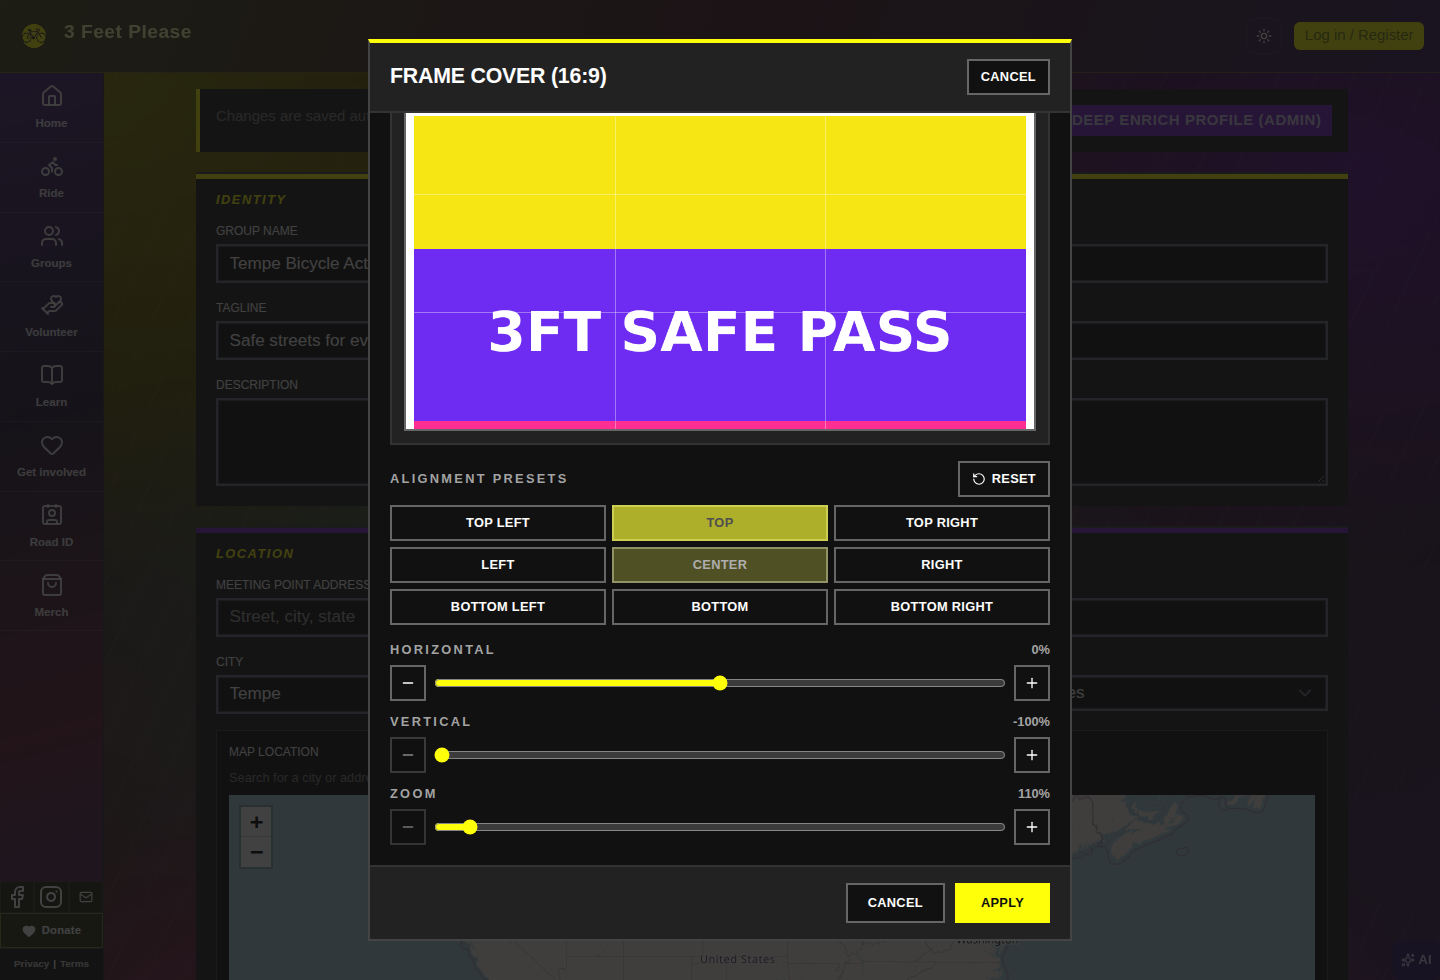 3 Feet Please
Log in / Register
FRAME COVER (16:9)
CANCEL
Home
Ride
Groups
Volunteer
Learn
Get involved
Road ID
Merch
Donate
Privacy | Terms
Changes are saved
DEEP ENRICH PROFILE (ADMIN)
IDENTITY
GROUP NAME
Tempe Bicycle
TAGLINE
Safe streets for
DESCRIPTION
3FT SAFE PASS
ALIGNMENT PRESETS
RESET
TOP LEFT
TOP
TOP RIGHT
LEFT
CENTER
RIGHT
BOTTOM LEFT
BOTTOM
BOTTOM RIGHT
HORIZONTAL
0%
−
+
VERTICAL
-100%
−
+
ZOOM
110%
−
+
CANCEL
APPLY
LOCATION
MEETING POINT ADDRESS
Street, city, state
CITY
Tempe
MAP LOCATION
Search for a city or
+
−
United States
Washington
AI